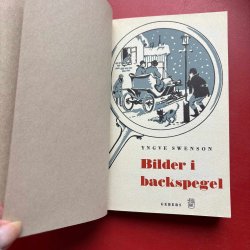 YNGVE SWENSON
Bilder i
backspegel
GEBERS